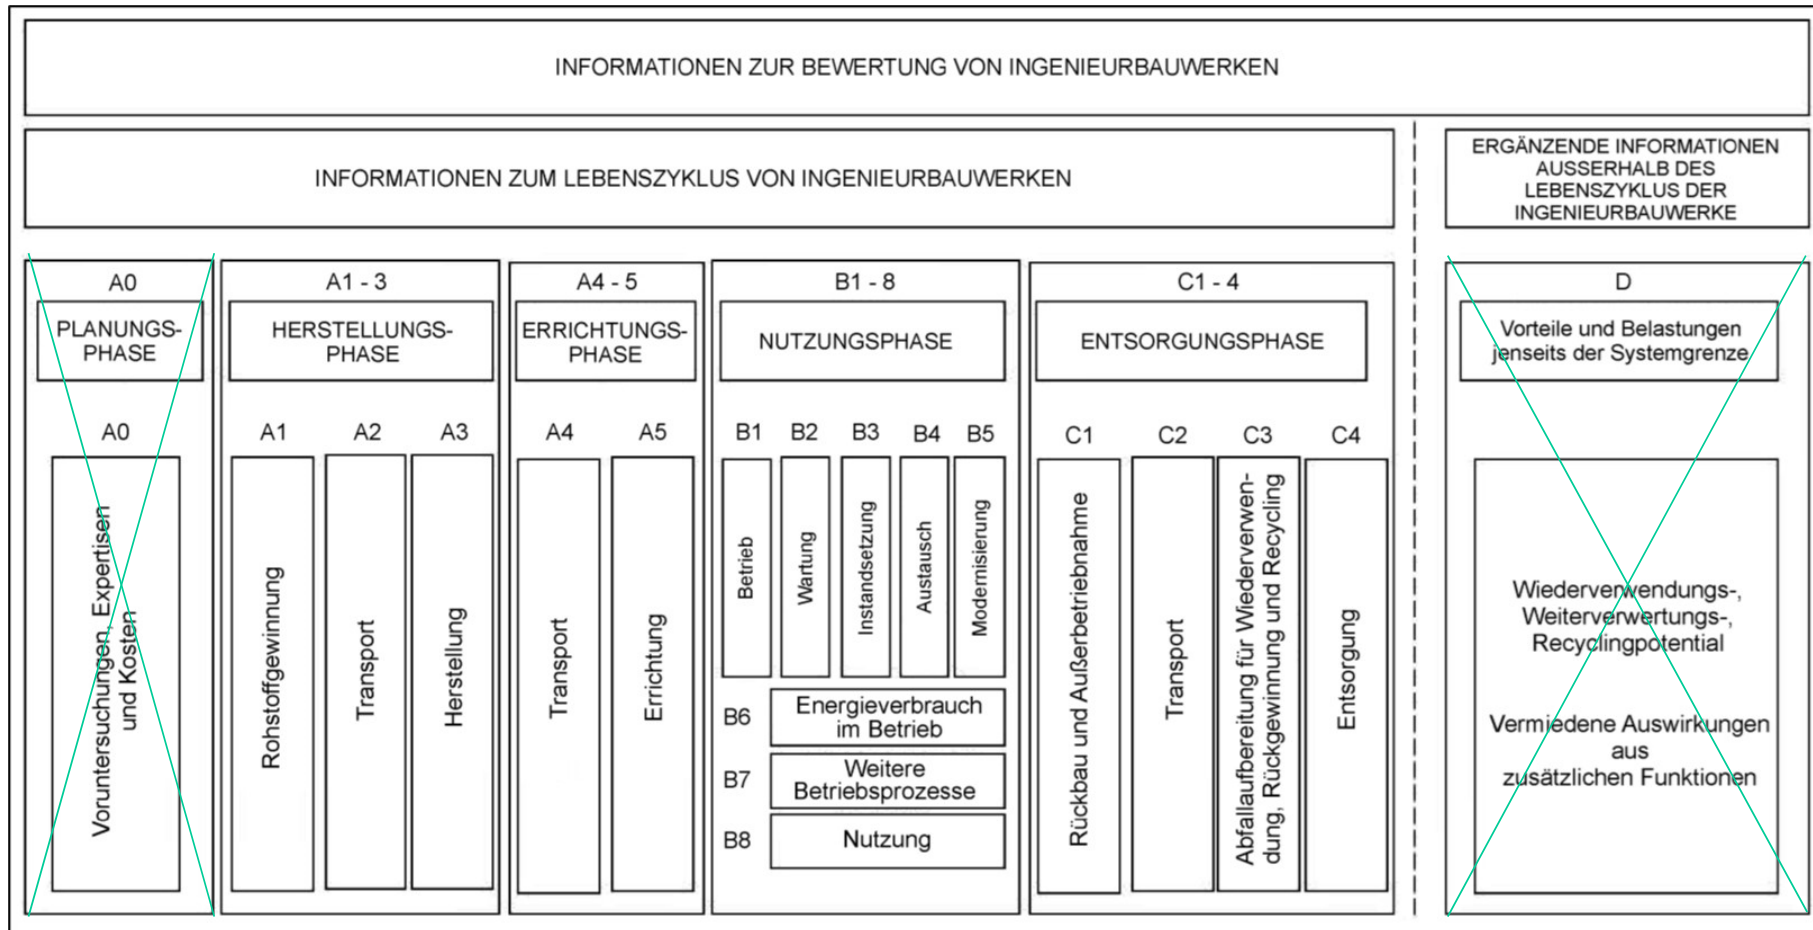 INFORMATIONEN ZUR BEWERTUNG VON INGENIEURBAUWERKEN
INFORMATIONEN ZUM LEBENSZYKLUS VON INGENIEURBAUWERKEN
ERGÄNZENDE INFORMATIONEN
AUSSERHALB DES
LEBENSZYKLUS DER
INGENIEURBAUWERKE
A0
PLANUNGS-
PHASE
A0
Voruntersuchungen, Expertisen
und Kosten
A1 - 3
HERSTELLUNGS-
PHASE
A1
Rohstoffgewinnung
A2
Transport
A3
Herstellung
A4 - 5
ERRICHTUNGS-
PHASE
A4
Transport
A5
Errichtung
B1 - 8
NUTZUNGSPHASE
B1
Betrieb
B2
Wartung
B3
Instandsetzung
B4
Austausch
B5
Modernisierung
B6
Energieverbrauch
im Betrieb
B7
Weitere
Betriebsprozesse
B8
Nutzung
C1 - 4
ENTSORGUNGSPHASE
C1
Rückbau und Außerbetriebnahme
C2
Transport
C3
Abfallaufbereitung für Wiederverwen-
dung, Rückgewinnung und Recycling
C4
Entsorgung
D
Vorteile und Belastungen
jenseits der Systemgrenze
Wiederverwendungs-,
Weiterverwertungs-,
Recyclingpotential
Vermiedene Auswirkungen
aus
zusätzlichen Funktionen